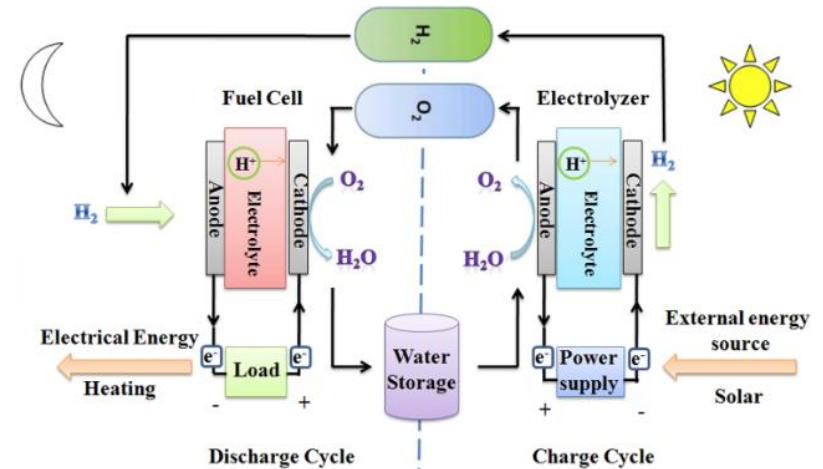 H₂
O₂
Fuel Cell
Electrolyzer
H₂
Anode
H⁺
Electrolyte
Cathode
O₂
H₂O
O₂
H₂O
Anode
H⁺
Electrolyte
Cathode
H₂
Electrical Energy
Heating
e⁻
Load
e⁻
-
+
Water
Storage
e⁻
Power
supply
e⁻
+
-
External energy
source
Solar
Discharge Cycle
Charge Cycle